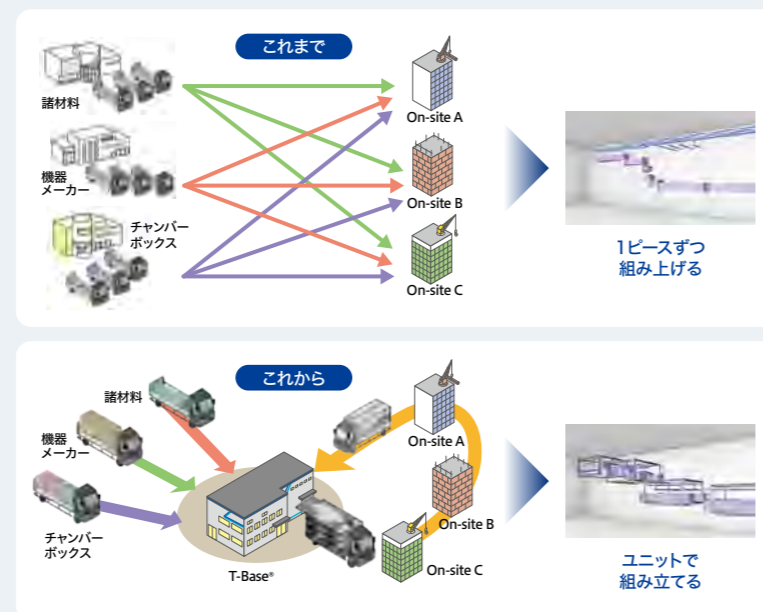 これまで
諸材料
機器
メーカー
チャンバー
ボックス
On-site A
On-site B
On-site C
1ピースずつ
組み上げる
これから
諸材料
機器
メーカー
チャンバー
ボックス
T-Base®
On-site A
On-site B
On-site C
ユニットで
組み立てる